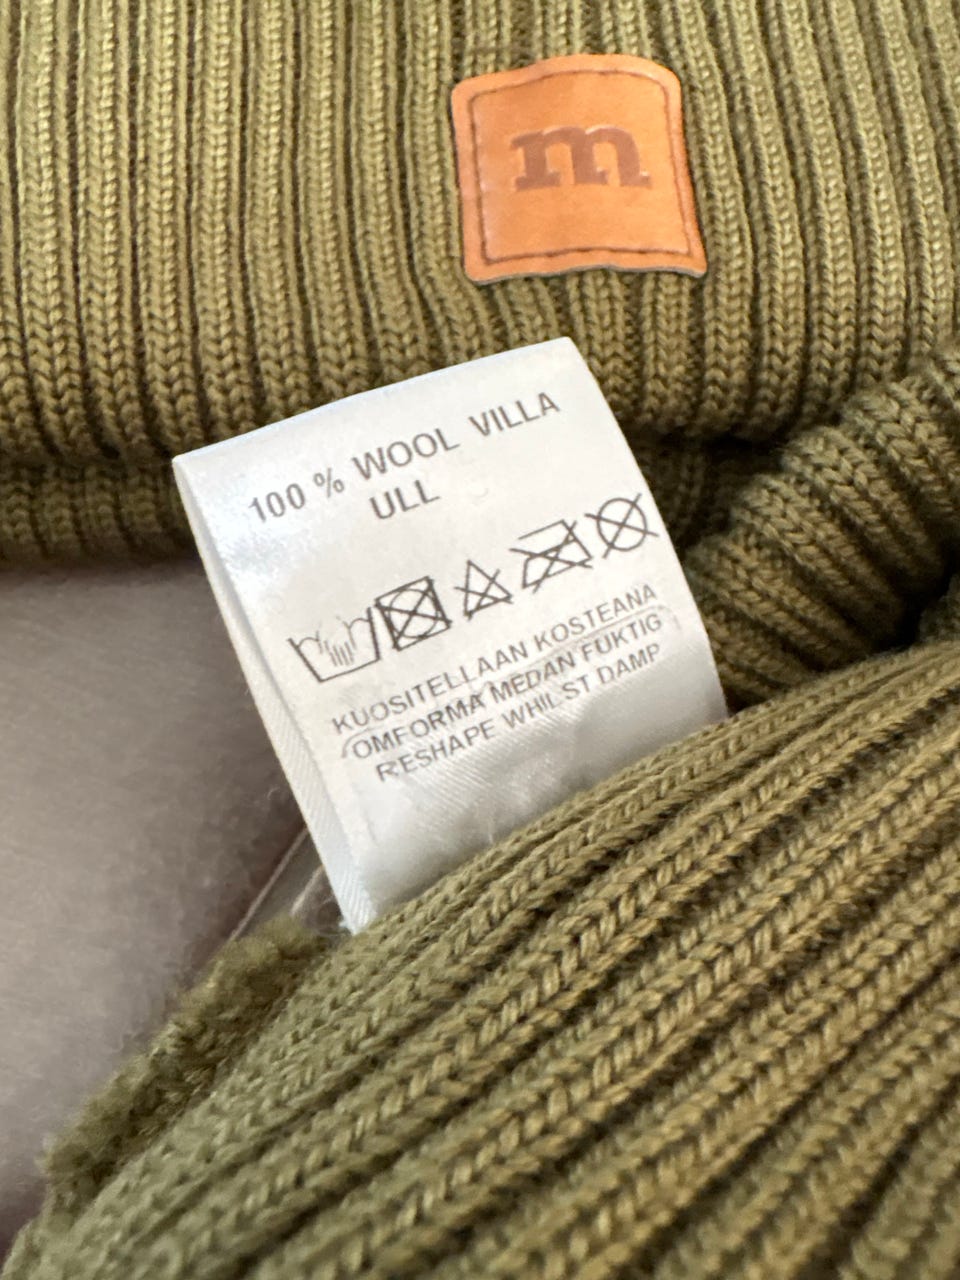 m
100 % WOOL VILLA
ULL
KUOSITELLAAN KOSTEANA
OMFORMA MEDAN FUKTIG
RESHAPE WHILST DAMP